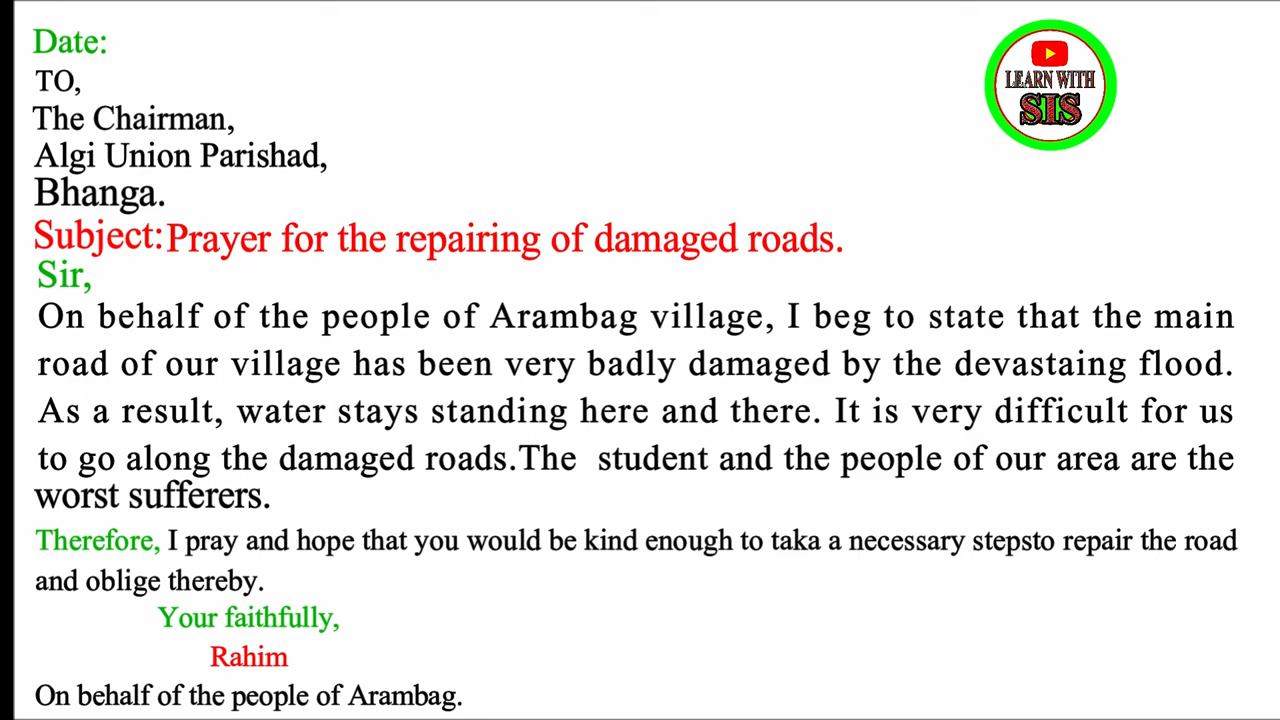 Date:
TO,
The Chairman,
Algi Union Parishad,
Bhanga.
Subject:Prayer for the repairing of damaged roads.
Sir,
On behalf of the people of Arambag village, I beg to state that the main
road of our village has been very badly damaged by the devastaing flood.
As a result, water stays standing here and there. It is very difficult for us
to go along the damaged roads.The student and the people of our area are the
worst sufferers.
Therefore, I pray and hope that you would be kind enough to taka a necessary stepsto repair the road
and oblige thereby.
Your faithfully,
Rahim
On behalf of the people of Arambag.
LEARN WITH
SIS